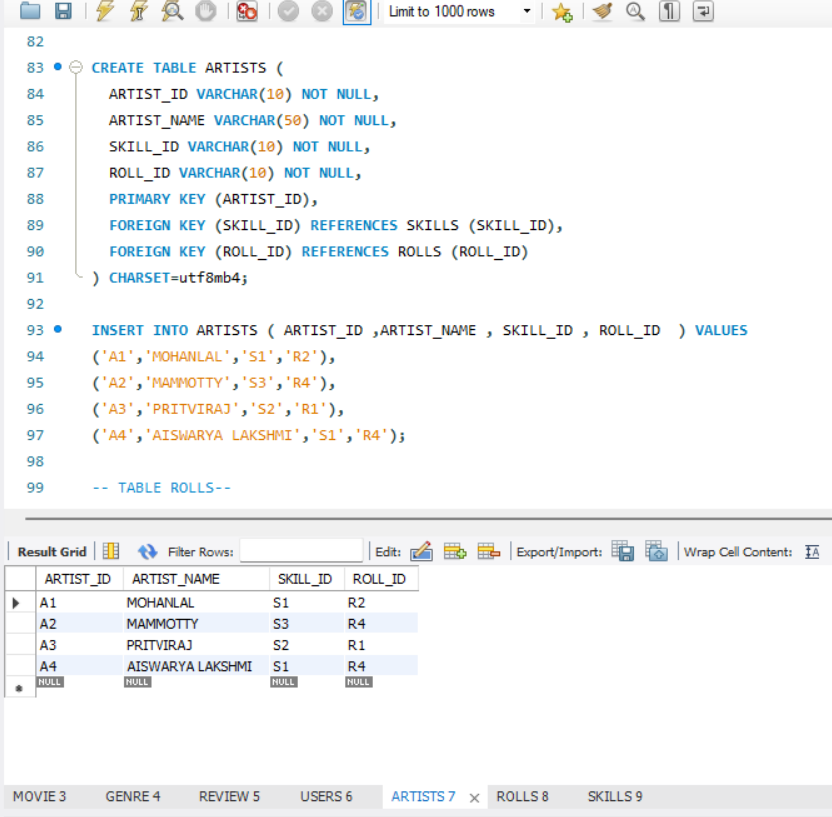 Limit to 1000 rows
82
83 CREATE TABLE ARTISTS (
84 ARTIST_ID VARCHAR(10) NOT NULL,
85 ARTIST_NAME VARCHAR(50) NOT NULL,
86 SKILL_ID VARCHAR(10) NOT NULL,
87 ROLL_ID VARCHAR(10) NOT NULL,
88 PRIMARY KEY (ARTIST_ID),
89 FOREIGN KEY (SKILL_ID) REFERENCES SKILLS (SKILL_ID),
90 FOREIGN KEY (ROLL_ID) REFERENCES ROLLS (ROLL_ID)
91 ) CHARSET=utf8mb4;
92
93 INSERT INTO ARTISTS ( ARTIST_ID ,ARTIST_NAME , SKILL_ID , ROLL_ID  ) VALUES
94 ('A1','MOHANLAL','S1','R2'),
95 ('A2','MAMMOTTY','S3','R4'),
96 ('A3','PRITVIRAJ','S2','R1'),
97 ('A4','AISWARYA LAKSHMI','S1','R4');
98
99 -- TABLE ROLLS--
Result Grid Filter Rows: Edit: Export/Import: Wrap Cell Content: IA
ARTIST_ID ARTIST_NAME SKILL_ID ROLL_ID
A1 MOHANLAL S1 R2
A2 MAMMOTTY S3 R4
A3 PRITVIRAJ S2 R1
A4 AISWARYA LAKSHMI S1 R4
NULL NULL NULL NULL
MOVIE 3 GENRE 4 REVIEW 5 USERS 6 ARTISTS 7 ROLLS 8 SKILLS 9